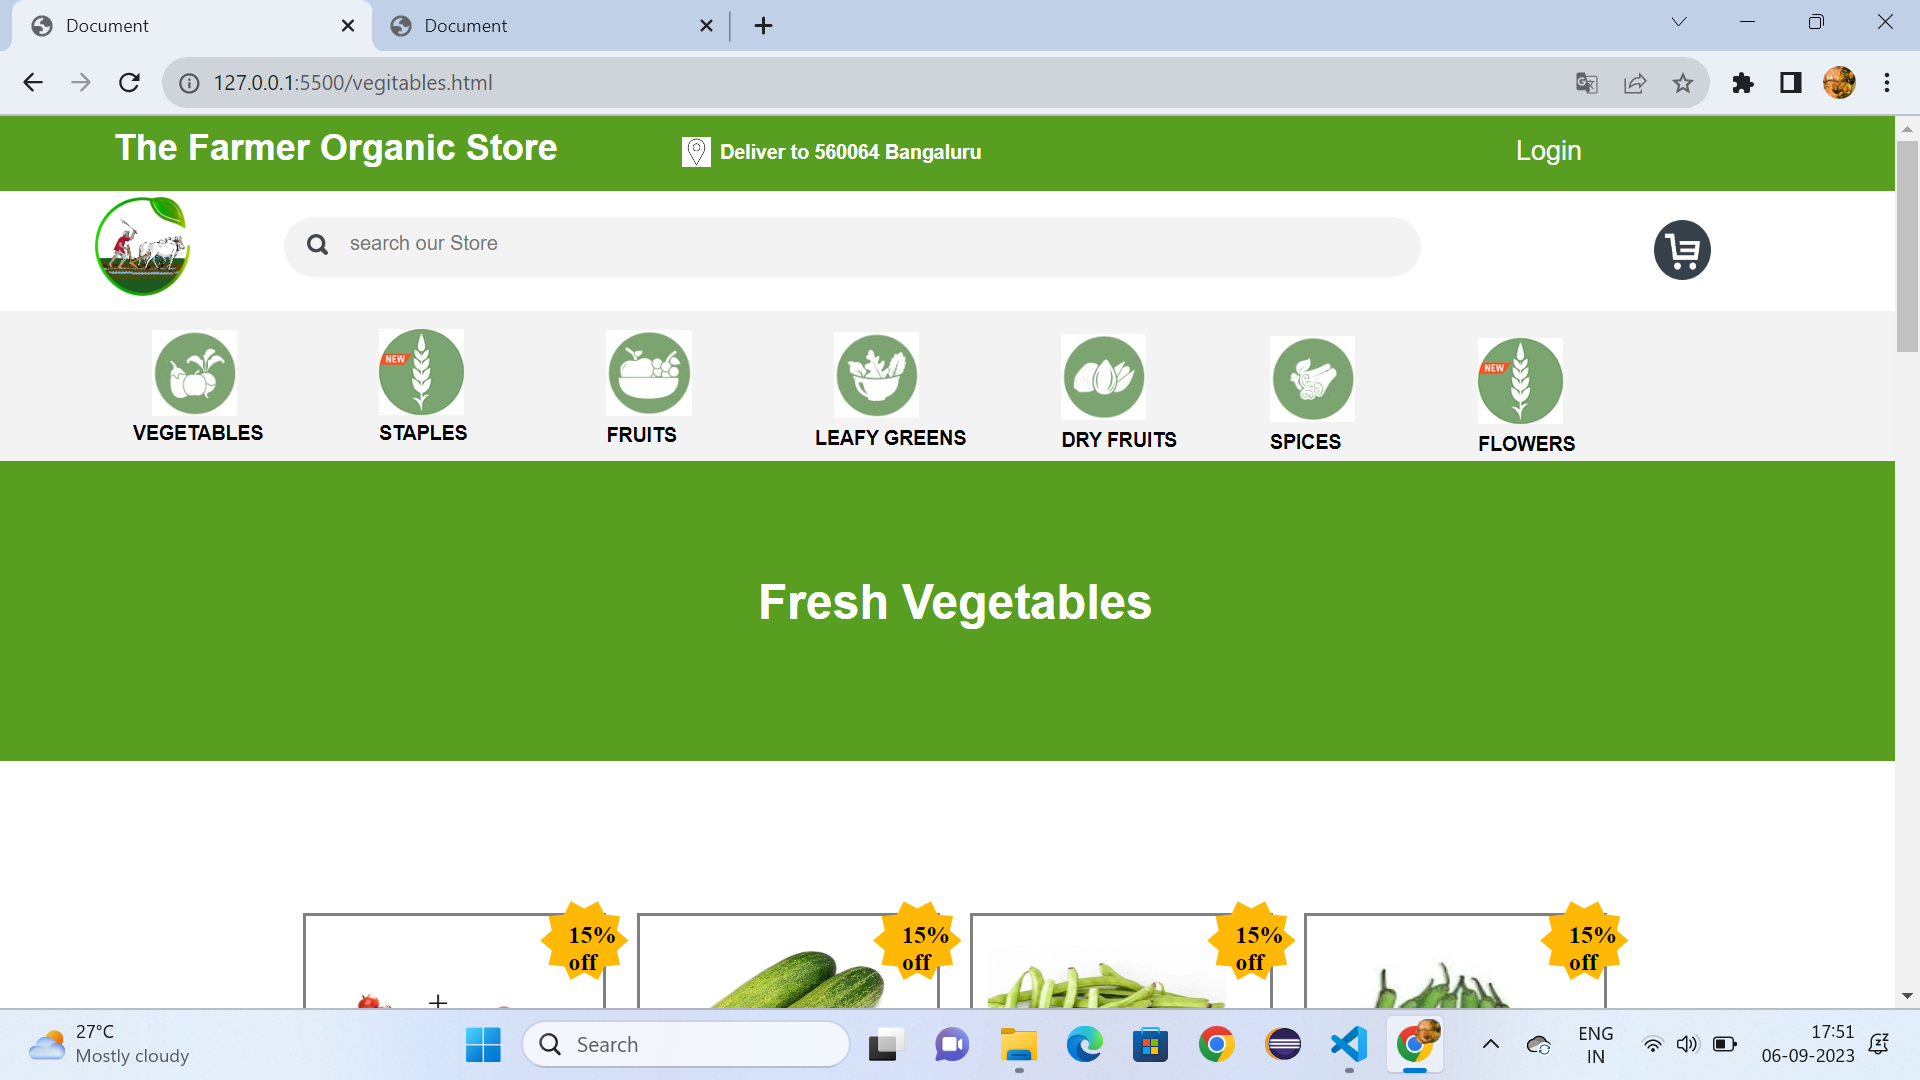 Document
Document
127.0.0.1:5500/vegitables.html
The Farmer Organic Store
Deliver to 560064 Bangaluru
Login
search our Store
NEW
NEW
VEGETABLES
STAPLES
FRUITS
LEAFY GREENS
DRY FRUITS
SPICES
FLOWERS
Fresh Vegetables
15%
off
15%
off
15%
off
15%
off
27°C
Mostly cloudy
Search
ENG
IN
17:51
06-09-2023